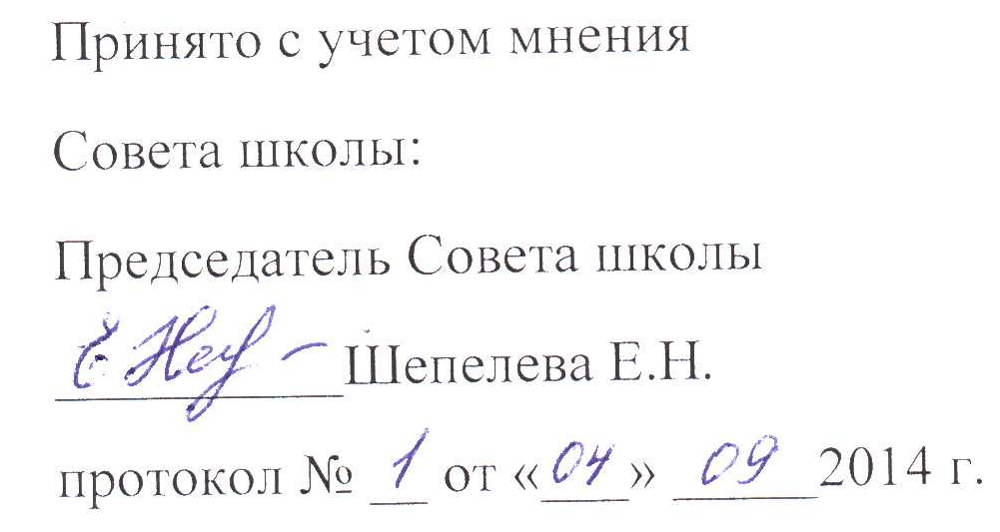 Принято с учетом мнения
Совета школы:
Председатель Совета школы
Шепелева Е.Н.
протокол № 1 от «04» 09 2014 г.